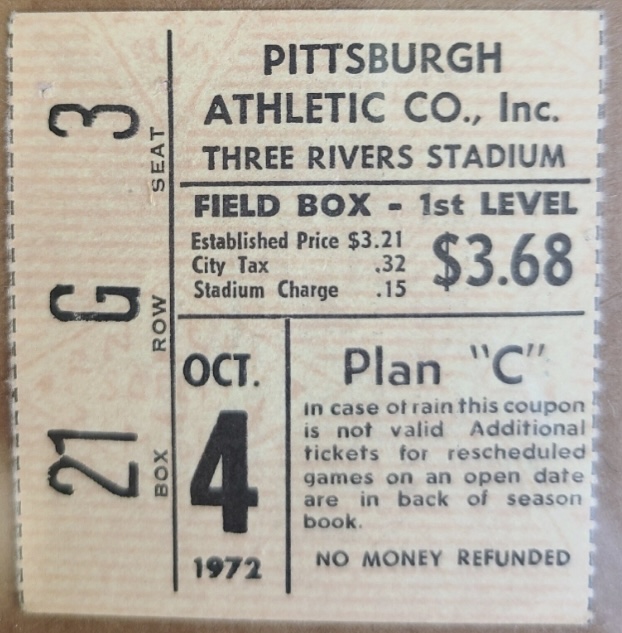 3
SEAT
G
ROW
21
BOX
PITTSBURGH
ATHLETIC CO., Inc.
THREE RIVERS STADIUM
FIELD BOX - 1st LEVEL
Established Price $3.21
City Tax .32
Stadium Charge .15
$3.68
OCT.
4
1972
Plan "C"
In case of rain this coupon
is not valid Additional
tickets for rescheduled
games on an open date
are in back of season
book.
NO MONEY REFUNDED